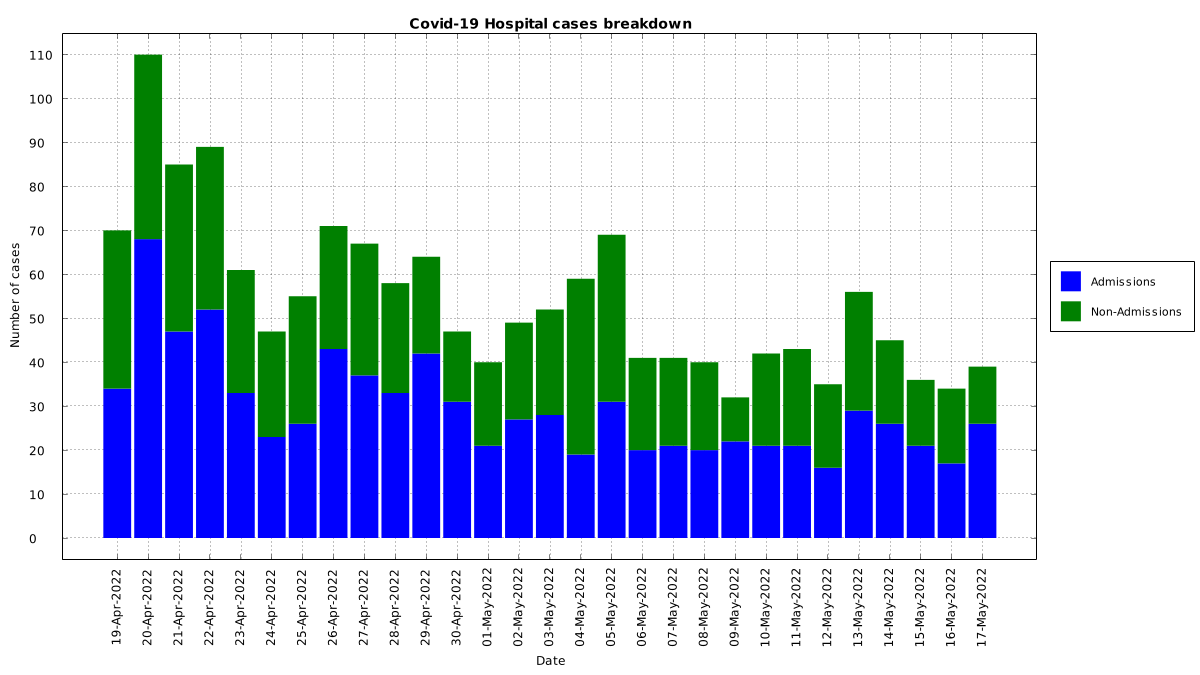 Covid-19 Hospital cases breakdown
110
100
90
80
70
60
50
40
30
20
10
0
Number of cases
19-Apr-2022
20-Apr-2022
21-Apr-2022
22-Apr-2022
23-Apr-2022
24-Apr-2022
25-Apr-2022
26-Apr-2022
27-Apr-2022
28-Apr-2022
29-Apr-2022
30-Apr-2022
01-May-2022
02-May-2022
03-May-2022
04-May-2022
05-May-2022
06-May-2022
07-May-2022
08-May-2022
09-May-2022
10-May-2022
11-May-2022
12-May-2022
13-May-2022
14-May-2022
15-May-2022
16-May-2022
17-May-2022
Date
Admissions
Non-Admissions